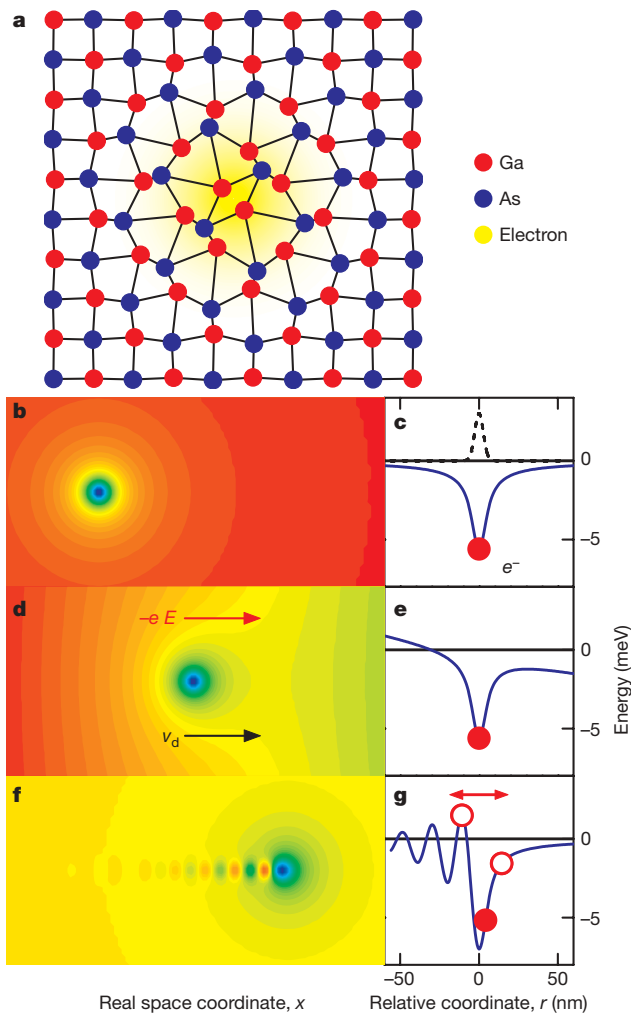 a
Ga
As
Electron
b
c
0
−5
e−
d
−e E
vd
e
0
−5
Energy (meV)
f
g
0
−5
−50 0 50
Real space coordinate, x
Relative coordinate, r (nm)